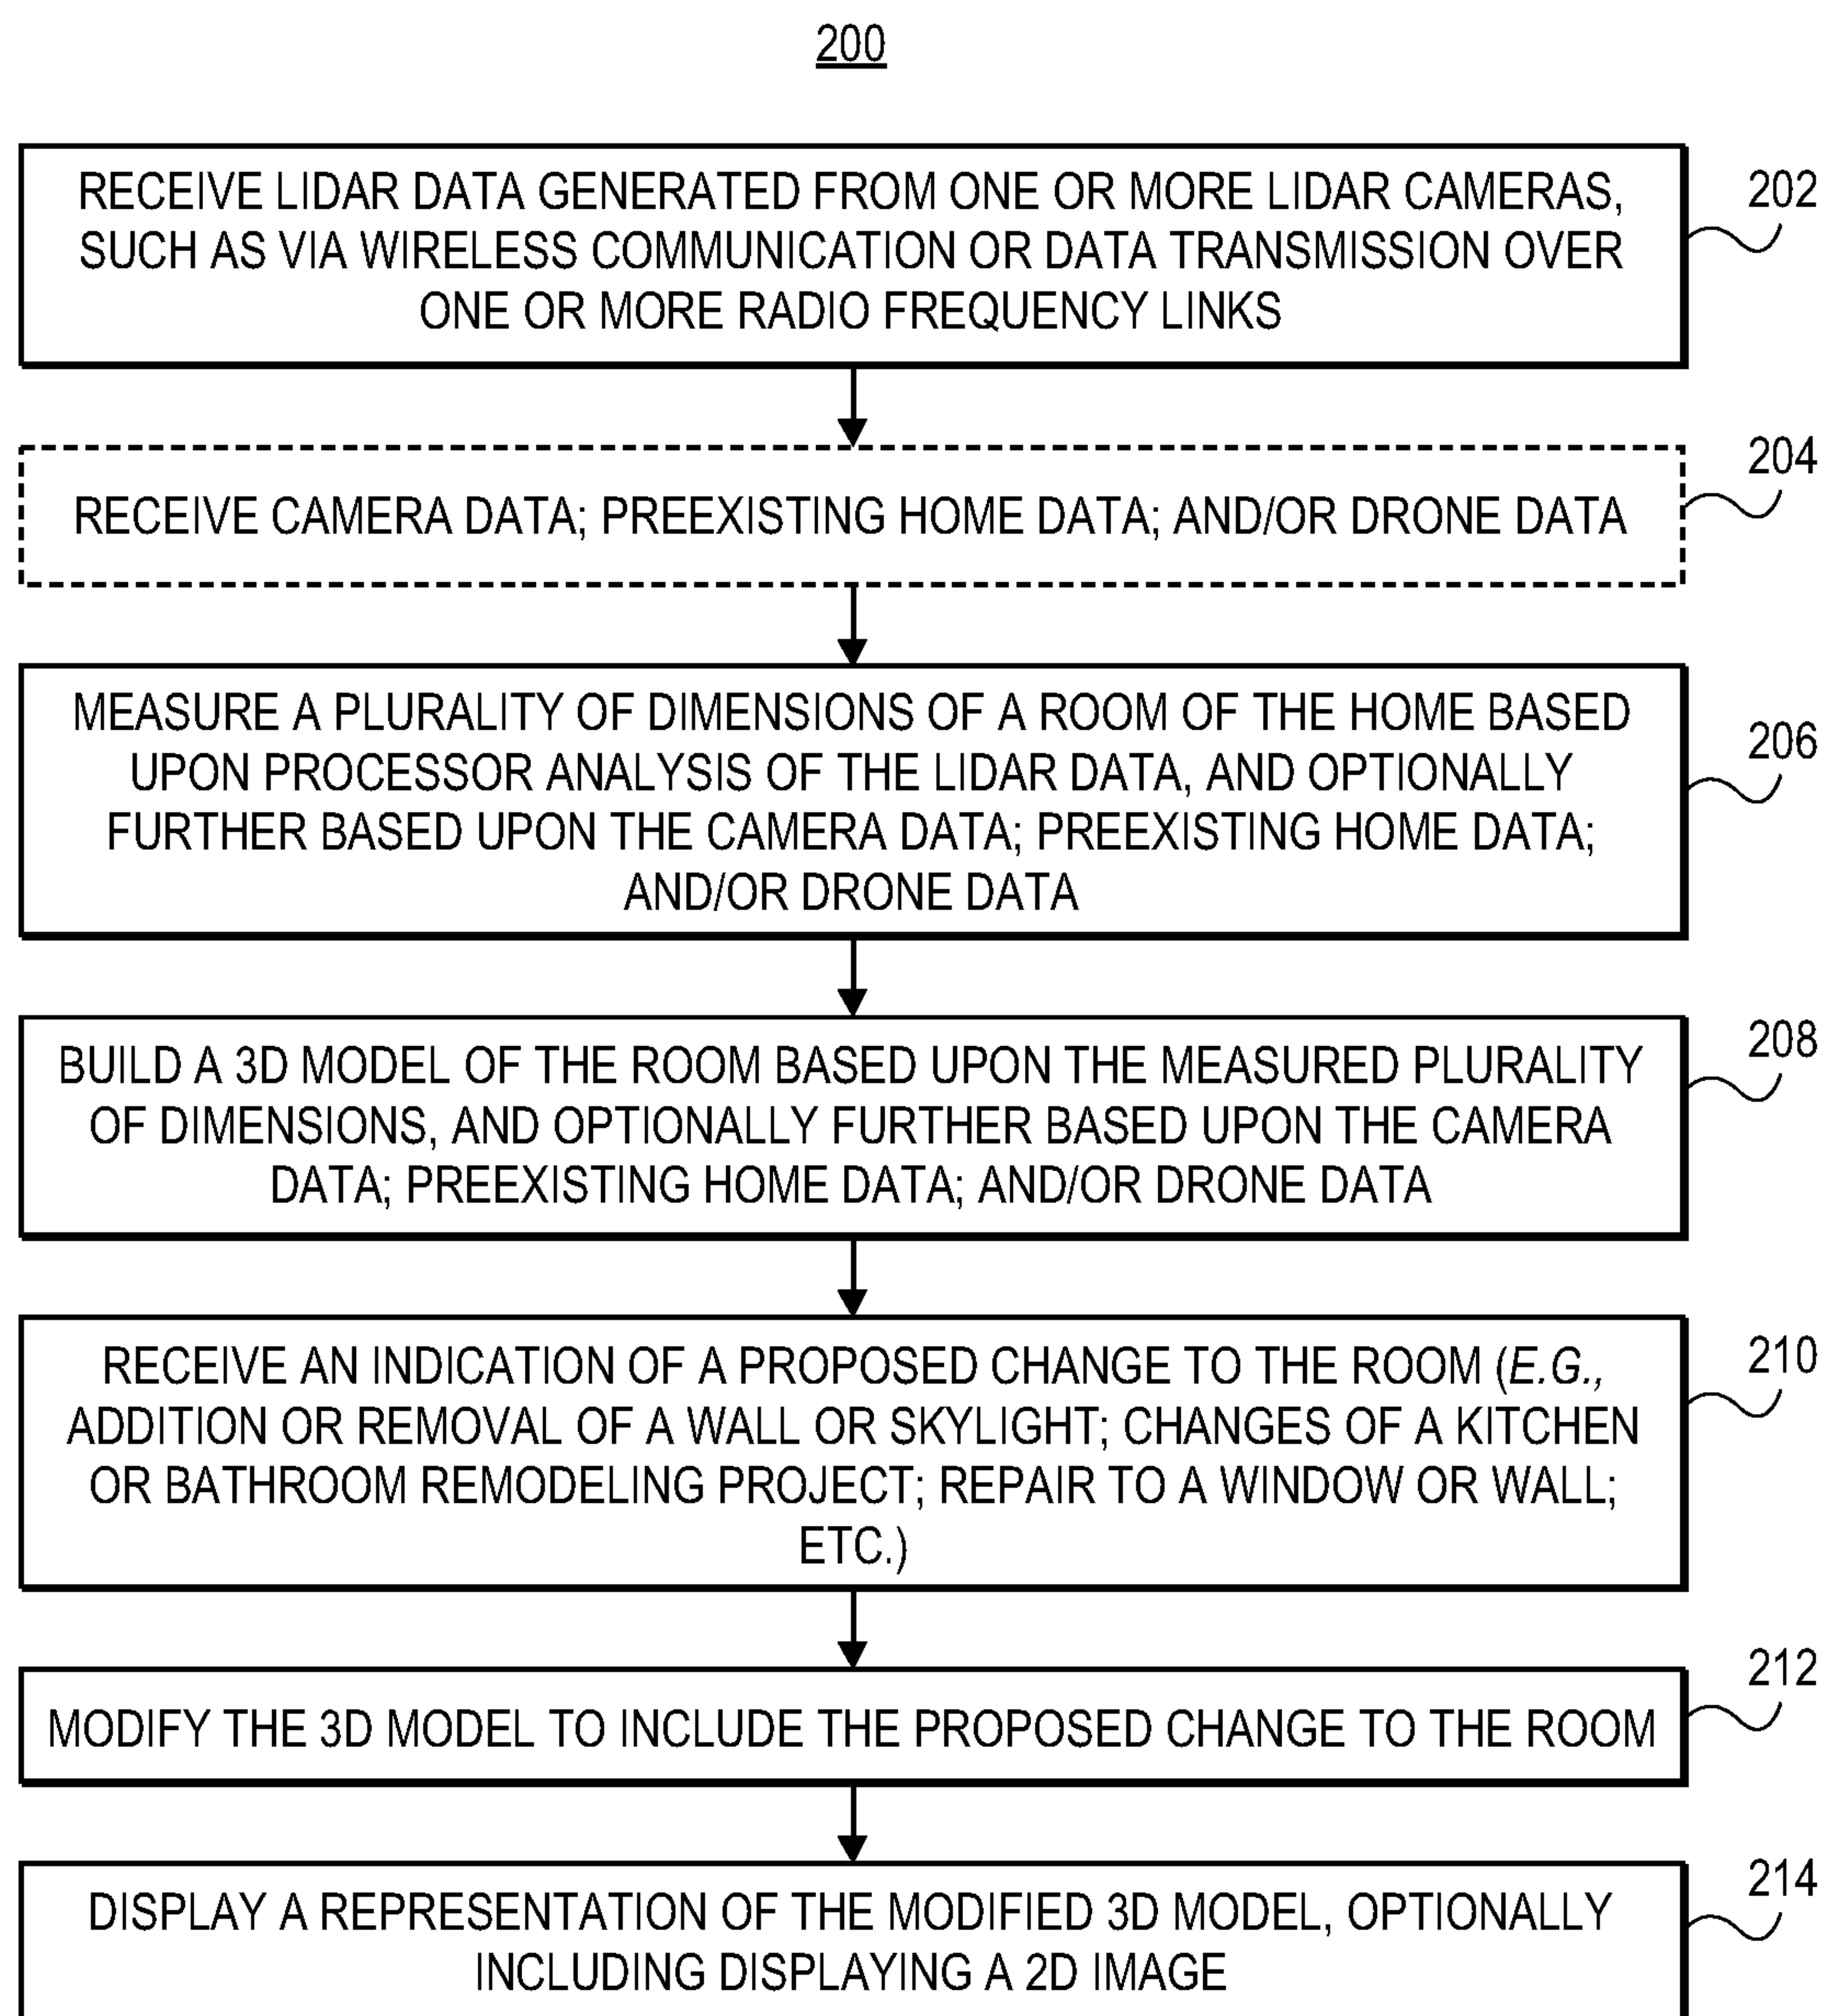 200
RECEIVE LIDAR DATA GENERATED FROM ONE OR MORE LIDAR CAMERAS,
SUCH AS VIA WIRELESS COMMUNICATION OR DATA TRANSMISSION OVER
ONE OR MORE RADIO FREQUENCY LINKS
202
RECEIVE CAMERA DATA; PREEXISTING HOME DATA; AND/OR DRONE DATA
204
MEASURE A PLURALITY OF DIMENSIONS OF A ROOM OF THE HOME BASED
UPON PROCESSOR ANALYSIS OF THE LIDAR DATA, AND OPTIONALLY
FURTHER BASED UPON THE CAMERA DATA; PREEXISTING HOME DATA;
AND/OR DRONE DATA
206
BUILD A 3D MODEL OF THE ROOM BASED UPON THE MEASURED PLURALITY
OF DIMENSIONS, AND OPTIONALLY FURTHER BASED UPON THE CAMERA
DATA; PREEXISTING HOME DATA; AND/OR DRONE DATA
208
RECEIVE AN INDICATION OF A PROPOSED CHANGE TO THE ROOM (E.G.,
ADDITION OR REMOVAL OF A WALL OR SKYLIGHT; CHANGES OF A KITCHEN
OR BATHROOM REMODELING PROJECT; REPAIR TO A WINDOW OR WALL;
ETC.)
210
MODIFY THE 3D MODEL TO INCLUDE THE PROPOSED CHANGE TO THE ROOM
212
DISPLAY A REPRESENTATION OF THE MODIFIED 3D MODEL, OPTIONALLY
INCLUDING DISPLAYING A 2D IMAGE
214